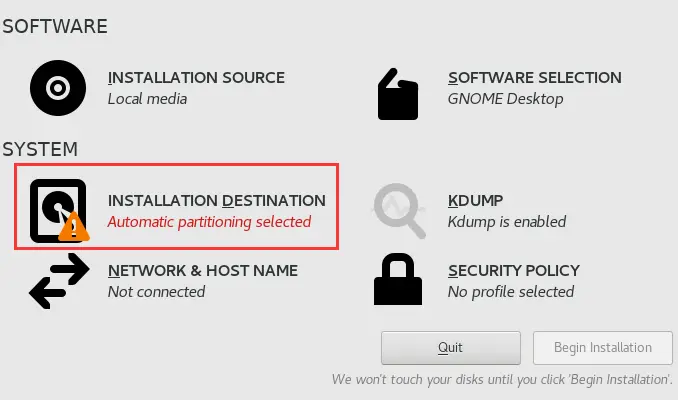 SOFTWARE
INSTALLATION SOURCE
Local media
SOFTWARE SELECTION
GNOME Desktop
SYSTEM
INSTALLATION DESTINATION
Automatic partitioning selected
KDUMP
Kdump is enabled
NETWORK & HOST NAME
Not connected
SECURITY POLICY
No profile selected
Quit
Begin Installation
We won't touch your disks until you click 'Begin Installation'.